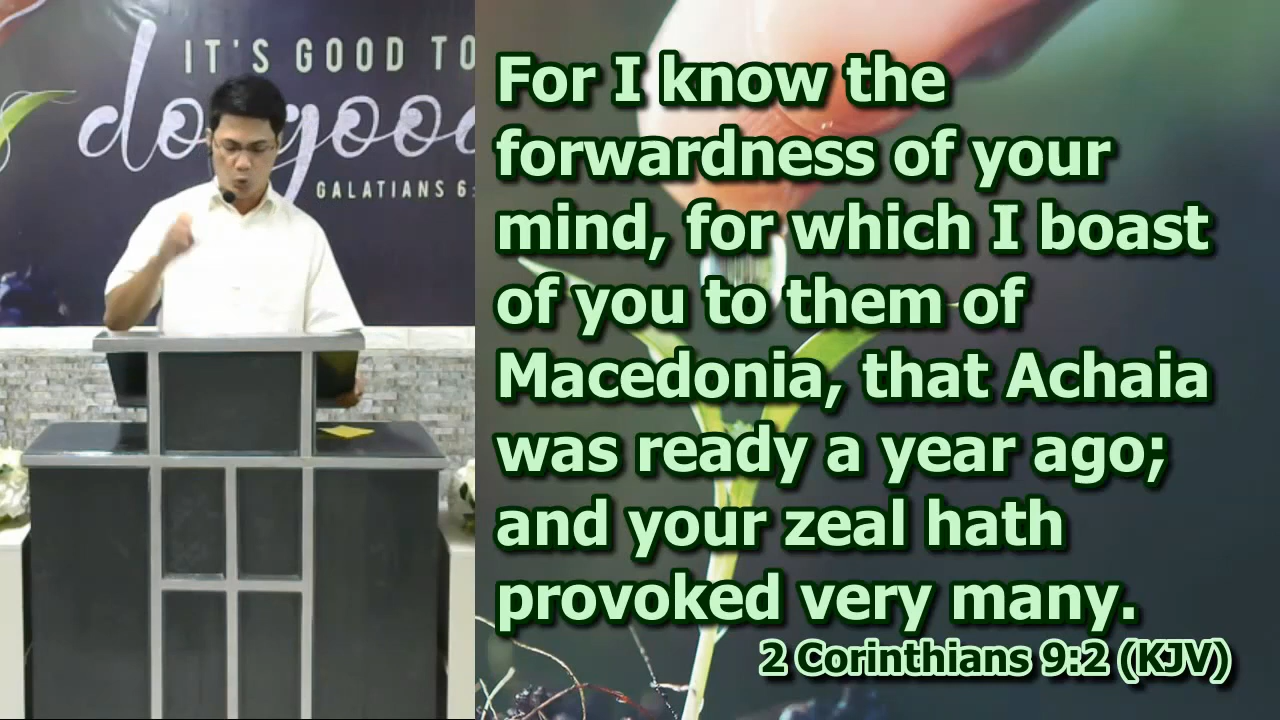 IT'S GOOD TO
do good
GALATIANS 6:
For I know the
forwardness of your
mind, for which I boast
of you to them of
Macedonia, that Achaia
was ready a year ago;
and your zeal hath
provoked very many.
2 Corinthians 9:2 (KJV)